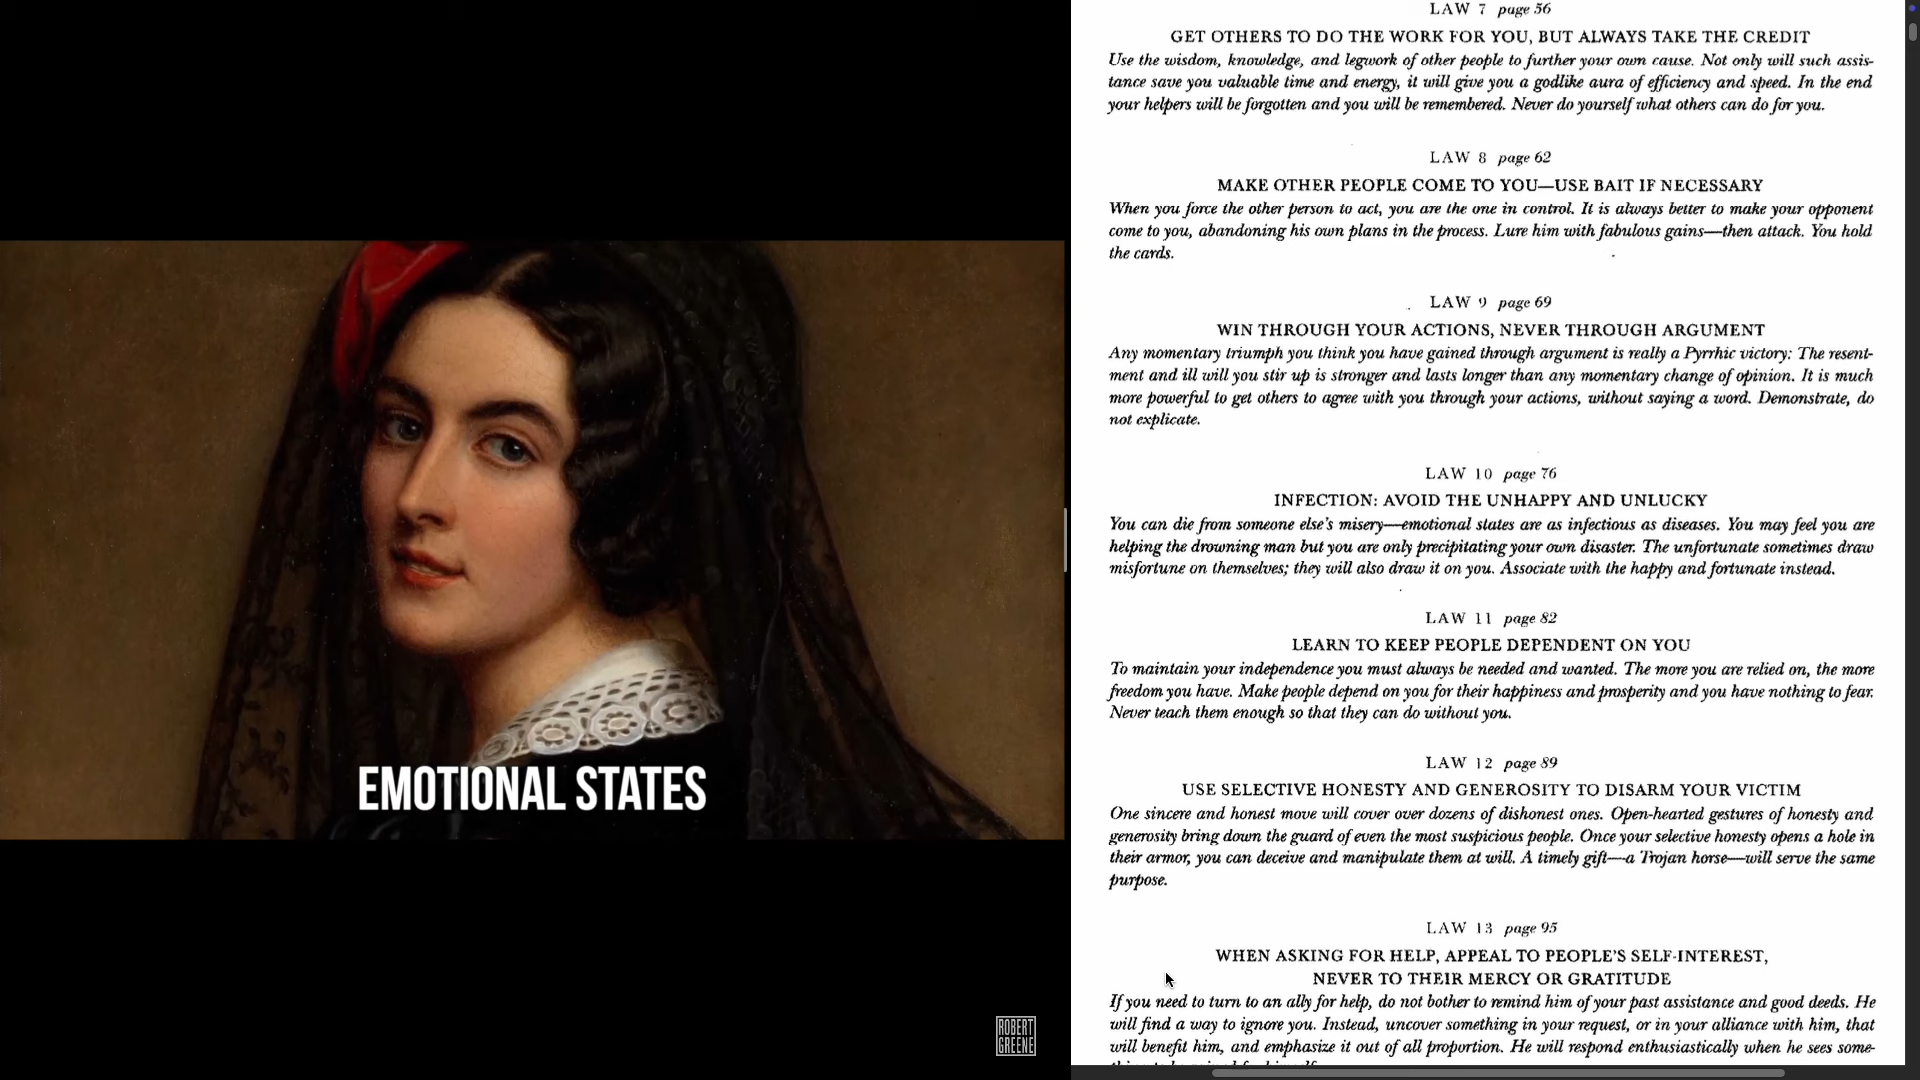 EMOTIONAL STATES
ROBERT
GREENE
LAW 7 page 56
GET OTHERS TO DO THE WORK FOR YOU, BUT ALWAYS TAKE THE CREDIT
Use the wisdom, knowledge, and legwork of other people to further your own cause. Not only will such assis-
tance save you valuable time and energy, it will give you a godlike aura of efficiency and speed. In the end
your helpers will be forgotten and you will be remembered. Never do yourself what others can do for you.
LAW 8 page 62
MAKE OTHER PEOPLE COME TO YOU—USE BAIT IF NECESSARY
When you force the other person to act, you are the one in control. It is always better to make your opponent
come to you, abandoning his own plans in the process. Lure him with fabulous gains—then attack. You hold
the cards.
LAW 9 page 69
WIN THROUGH YOUR ACTIONS, NEVER THROUGH ARGUMENT
Any momentary triumph you think you have gained through argument is really a Pyrrhic victory: The resent-
ment and ill will you stir up is stronger and lasts longer than any momentary change of opinion. It is much
more powerful to get others to agree with you through your actions, without saying a word. Demonstrate, do
not explicate.
LAW 10 page 76
INFECTION: AVOID THE UNHAPPY AND UNLUCKY
You can die from someone else's misery—emotional states are as infectious as diseases. You may feel you are
helping the drowning man but you are only precipitating your own disaster. The unfortunate sometimes draw
misfortune on themselves; they will also draw it on you. Associate with the happy and fortunate instead.
LAW 11 page 82
LEARN TO KEEP PEOPLE DEPENDENT ON YOU
To maintain your independence you must always be needed and wanted. The more you are relied on, the more
freedom you have. Make people depend on you for their happiness and prosperity and you have nothing to fear.
Never teach them enough so that they can do without you.
LAW 12 page 89
USE SELECTIVE HONESTY AND GENEROSITY TO DISARM YOUR VICTIM
One sincere and honest move will cover over dozens of dishonest ones. Open-hearted gestures of honesty and
generosity bring down the guard of even the most suspicious people. Once your selective honesty opens a hole in
their armor, you can deceive and manipulate them at will. A timely gift—a Trojan horse—will serve the same
purpose.
LAW 13 page 95
WHEN ASKING FOR HELP, APPEAL TO PEOPLE'S SELF-INTEREST,
NEVER TO THEIR MERCY OR GRATITUDE
If you need to turn to an ally for help, do not bother to remind him of your past assistance and good deeds. He
will find a way to ignore you. Instead, uncover something in your request, or in your alliance with him, that
will benefit him, and emphasize it out of all proportion. He will respond enthusiastically when he sees some-